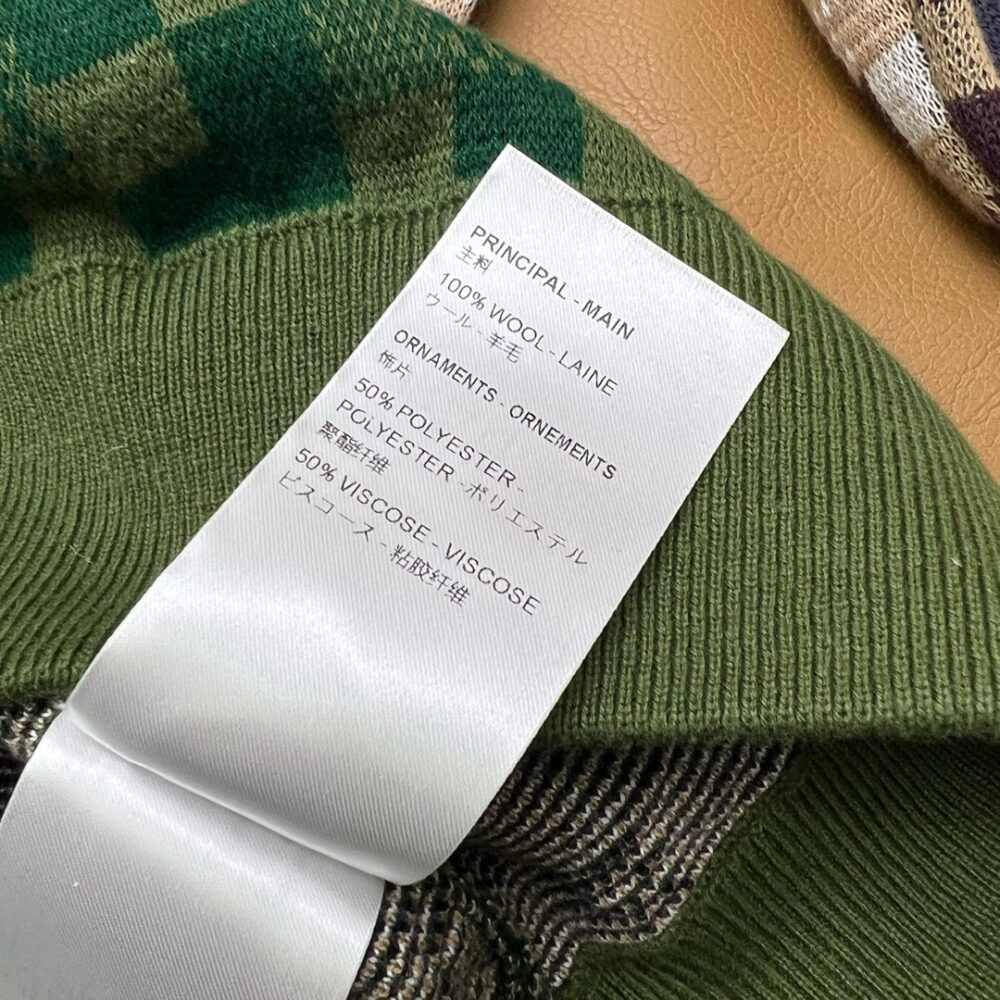 PRINCIPAL - MAIN
主料
100% WOOL - LAINE
ウール - 羊毛
ORNAMENTS - ORNEMENTS
饰片
50% POLYESTER -
POLYESTER - ポリエステル
聚酯纤维
50% VISCOSE - VISCOSE
ビスコース - 粘胶纤维